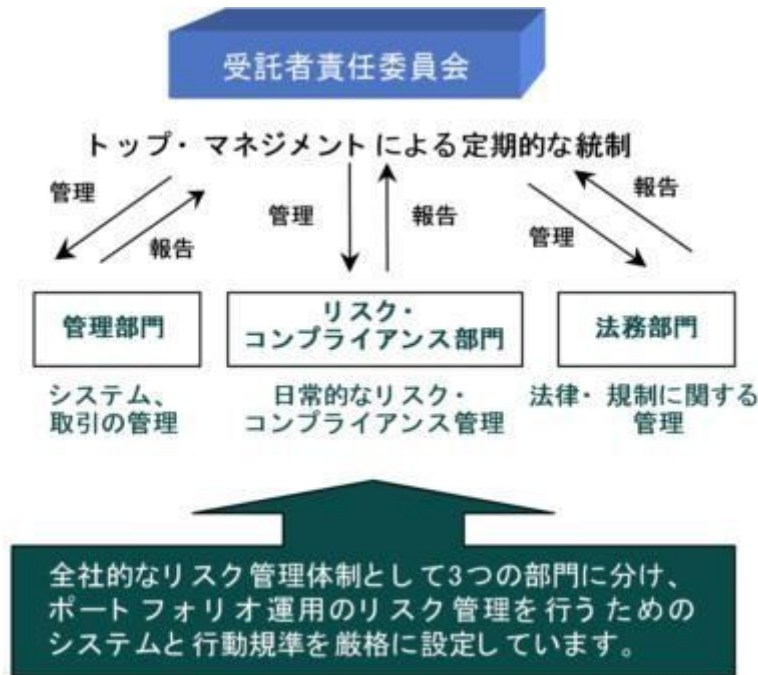 受託者責任委員会
トップ・マネジメントによる定期的な統制
管理
報告
管理
報告
管理
報告
管理部門
システム、
取引の管理
リスク・
コンプライアンス部門
日常的なリスク・
コンプライアンス管理
法務部門
法律・規制に関する
管理
全社的なリスク管理体制として3つの部門に分け、
ポートフォリオ運用のリスク管理を行うための
システムと行動規準を厳格に設定しています。